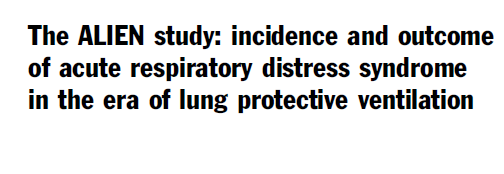 The ALIEN study: incidence and outcome
of acute respiratory distress syndrome
in the era of lung protective ventilation